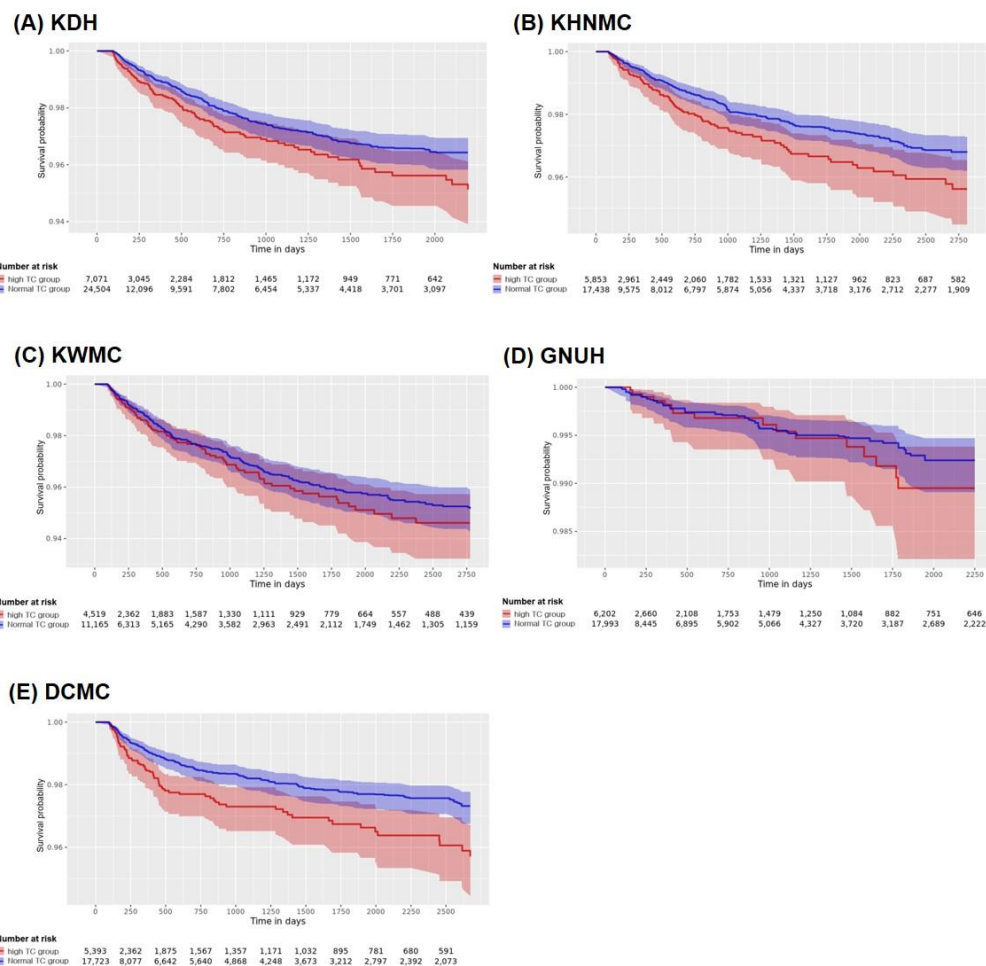 (A) KDH
Survival probability
1.00
0.98
0.96
0.94
0 250 500 750 1000 1250 1500 1750 2000
Time in days
Number at risk
high TC group 7,071 3,045 2,284 1,812 1,465 1,172 949 771 642
Normal TC group 24,504 12,096 9,591 7,802 6,454 5,337 4,418 3,701 3,097
(B) KHNMC
Survival probability
1.00
0.98
0.96
0 250 500 750 1000 1250 1500 1750 2000 2250 2500 2750
Time in days
Number at risk
high TC group 5,853 2,961 2,449 2,060 1,782 1,533 1,321 1,127 962 823 687 582
Normal TC group 17,438 9,575 8,012 6,797 5,874 5,056 4,337 3,718 3,176 2,712 2,277 1,909
(C) KWMC
Survival probability
1.00
0.98
0.96
0.94
0 250 500 750 1000 1250 1500 1750 2000 2250 2500 2750
Time in days
Number at risk
high TC group 4,519 2,362 1,883 1,587 1,330 1,111 929 779 664 557 488 439
Normal TC group 11,165 6,313 5,165 4,290 3,582 2,963 2,491 2,112 1,749 1,462 1,305 1,159
(D) GNUH
Survival probability
1.000
0.995
0.990
0.985
0 250 500 750 1000 1250 1500 1750 2000 2250
Time in days
Number at risk
high TC group 6,202 2,660 2,108 1,753 1,479 1,250 1,084 882 751 646
Normal TC group 17,993 8,445 6,895 5,902 5,066 4,327 3,720 3,187 2,689 2,222
(E) DCMC
Survival probability
1.00
0.98
0.96
0 250 500 750 1000 1250 1500 1750 2000 2250 2500
Time in days
Number at risk
high TC group 5,393 2,362 1,875 1,567 1,357 1,171 1,032 895 781 680 591
Normal TC group 17,723 8,077 6,642 5,640 4,868 4,248 3,673 3,212 2,797 2,392 2,073